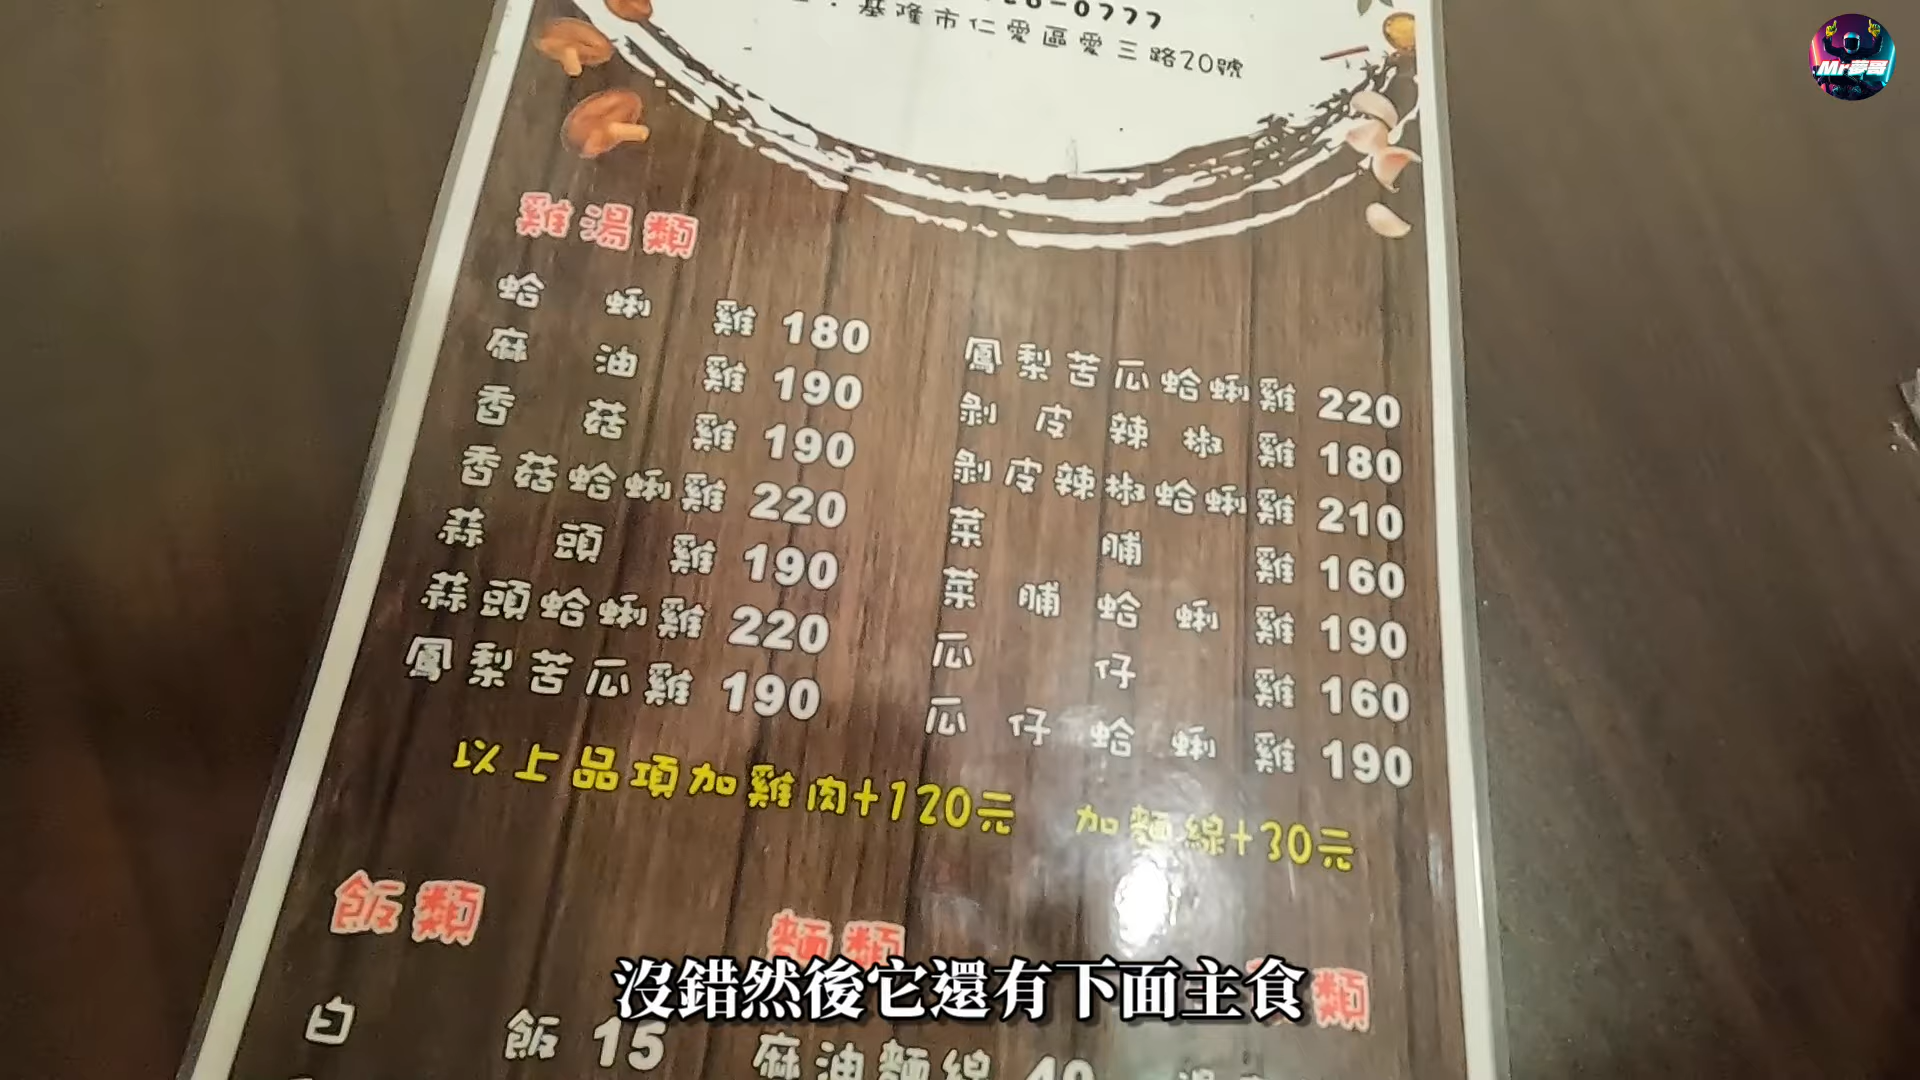 28-0777
基隆市仁愛區愛三路20號
Mr夢哥
雞湯類
蛤蜊雞 180
麻油雞 190
香菇雞 190
香菇蛤蜊雞 220
蒜頭雞 190
蒜頭蛤蜊雞 220
鳳梨苦瓜雞 190
鳳梨苦瓜蛤蜊雞 220
剝皮辣椒雞 180
剝皮辣椒蛤蜊雞 210
菜脯雞 160
菜脯蛤蜊雞 190
瓜仔雞 160
瓜仔蛤蜊雞 190
以上品項加雞肉+120元 加麵線+30元
飯類
白飯 15
麵類
麻油麵線 40
類
沒錯然後它還有下面主食